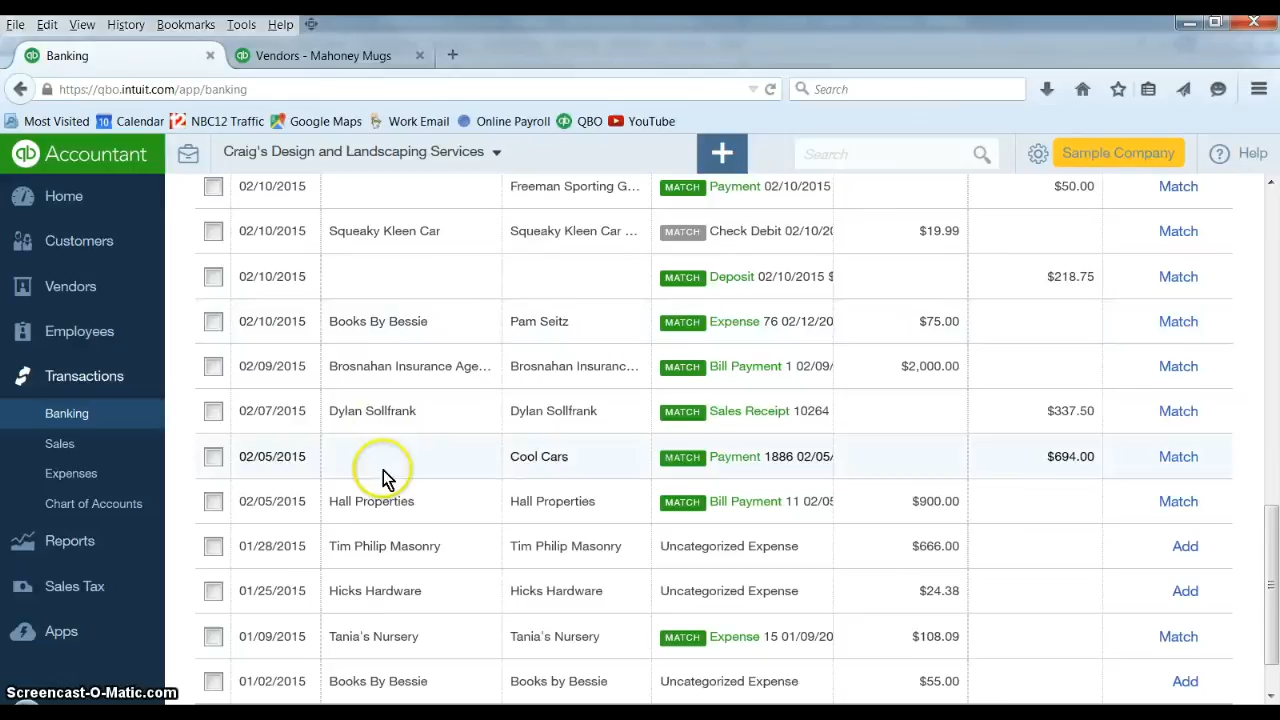 File Edit View History Bookmarks Tools Help
Banking Vendors - Mahoney Mugs
https://qbo.intuit.com/app/banking Search
Most Visited 10 Calendar NBC12 Traffic Google Maps Work Email Online Payroll QBO YouTube
qb Accountant Craig's Design and Landscaping Services + Search Sample Company ? Help
Home
Customers
Vendors
Employees
Transactions
Banking
Sales
Expenses
Chart of Accounts
Reports
Sales Tax
Apps
02/10/2015 Freeman Sporting G... MATCH Payment 02/10/2015 $50.00 Match
02/10/2015 Squeaky Kleen Car Squeaky Kleen Car ... MATCH Check Debit 02/10/20 $19.99 Match
02/10/2015 MATCH Deposit 02/10/2015 $ $218.75 Match
02/10/2015 Books By Bessie Pam Seitz MATCH Expense 76 02/12/20 $75.00 Match
02/09/2015 Brosnahan Insurance Age... Brosnahan Insuranc... MATCH Bill Payment 1 02/09/ $2,000.00 Match
02/07/2015 Dylan Sollfrank Dylan Sollfrank MATCH Sales Receipt 10264 $337.50 Match
02/05/2015 Cool Cars MATCH Payment 1886 02/05/ $694.00 Match
02/05/2015 Hall Properties Hall Properties MATCH Bill Payment 11 02/05 $900.00 Match
01/28/2015 Tim Philip Masonry Tim Philip Masonry Uncategorized Expense $666.00 Add
01/25/2015 Hicks Hardware Hicks Hardware Uncategorized Expense $24.38 Add
01/09/2015 Tania's Nursery Tania's Nursery MATCH Expense 15 01/09/20 $108.09 Match
01/02/2015 Books By Bessie Books by Bessie Uncategorized Expense $55.00 Add
Screencast-O-Matic.com